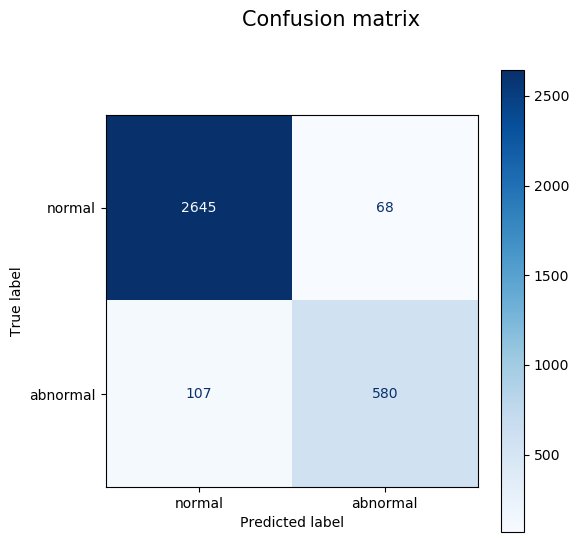 Confusion matrix
True label
normal
abnormal
2645
68
107
580
normal
abnormal
Predicted label
2500
2000
1500
1000
500